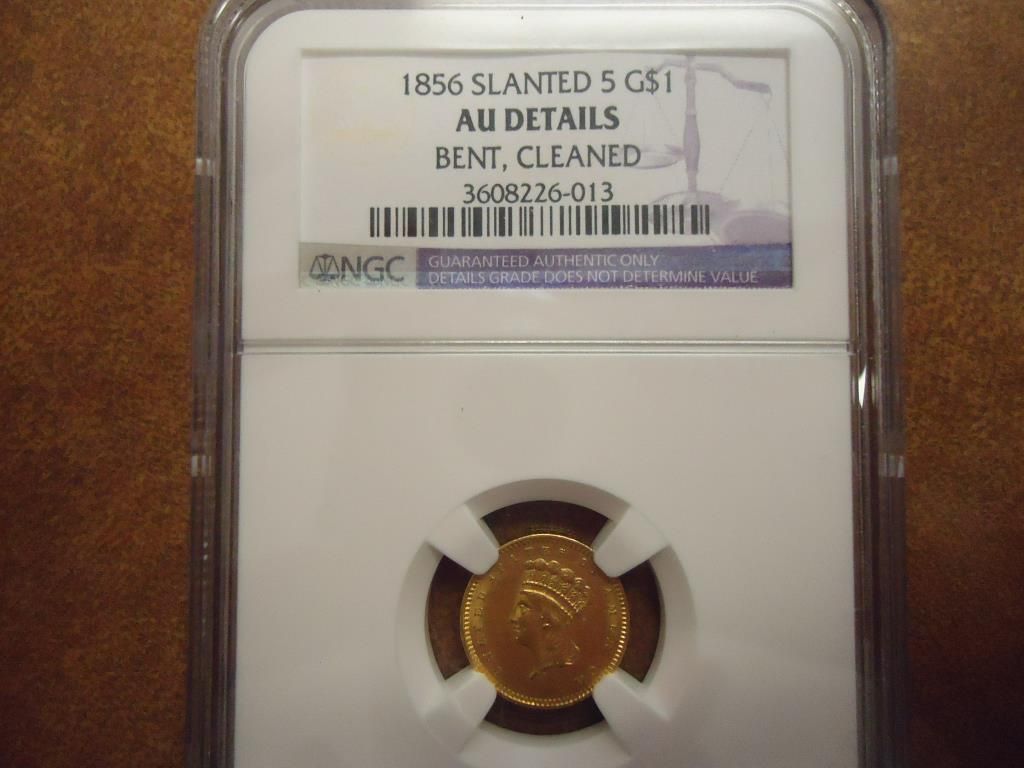 1856 SLANTED 5 G$1
AU DETAILS
BENT, CLEANED
3608226-013
NGC
GUARANTEED AUTHENTIC ONLY
DETAILS GRADE DOES NOT DETERMINE VALUE